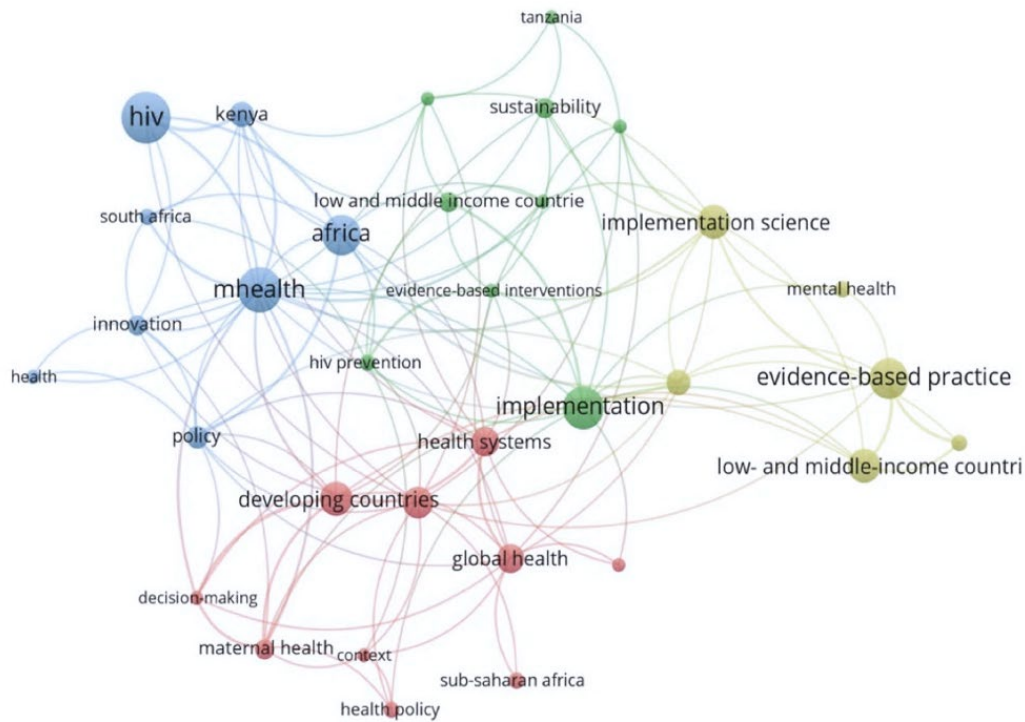 tanzania
sustainability
hiv
kenya
low and middle income countrie
south africa
africa
implementation science
mhealth
evidence-based interventions
mental health
innovation
hiv prevention
health
evidence-based practice
implementation
policy
health systems
low- and middle-income countri
developing countries
global health
decision-making
maternal health
context
sub-saharan africa
health policy